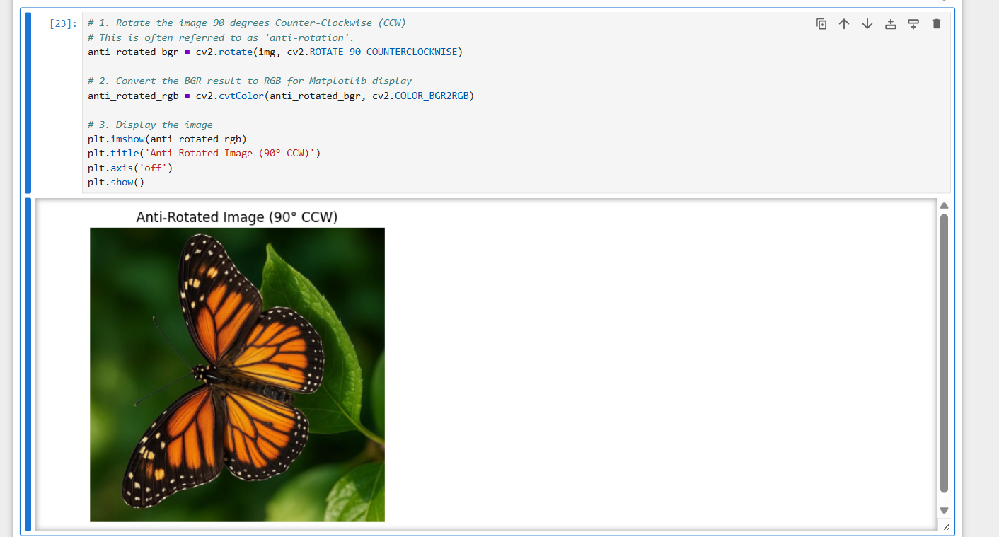 [23]:
# 1. Rotate the image 90 degrees Counter-Clockwise (CCW)
# This is often referred to as 'anti-rotation'.
anti_rotated_bgr = cv2.rotate(img, cv2.ROTATE_90_COUNTERCLOCKWISE)
# 2. Convert the BGR result to RGB for Matplotlib display
anti_rotated_rgb = cv2.cvtColor(anti_rotated_bgr, cv2.COLOR_BGR2RGB)
# 3. Display the image
plt.imshow(anti_rotated_rgb)
plt.title('Anti-Rotated Image (90° CCW)')
plt.axis('off')
plt.show()
Anti-Rotated Image (90° CCW)